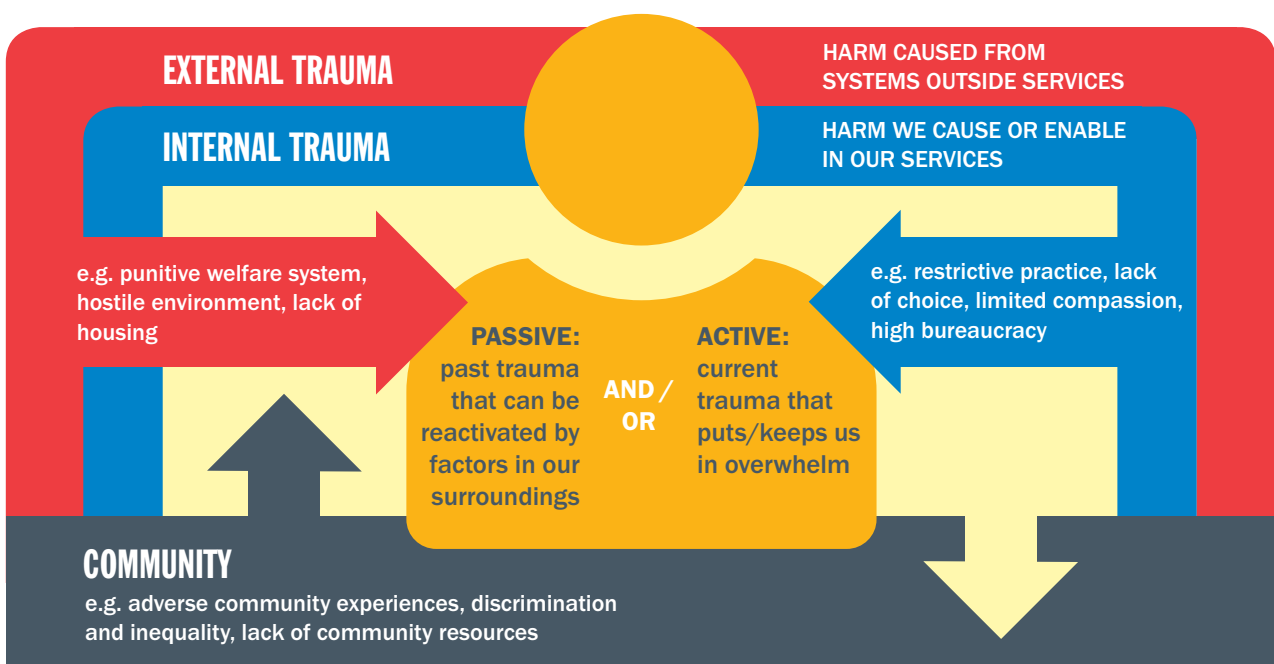 EXTERNAL TRAUMA
HARM CAUSED FROM
SYSTEMS OUTSIDE SERVICES
INTERNAL TRAUMA
HARM WE CAUSE OR ENABLE
IN OUR SERVICES
e.g. punitive welfare system,
hostile environment, lack of
housing
PASSIVE:
past trauma
that can be
reactivated by
factors in our
surroundings
AND /
OR
ACTIVE:
current
trauma that
puts/keeps us
in overwhelm
e.g. restrictive practice, lack
of choice, limited compassion,
high bureaucracy
COMMUNITY
e.g. adverse community experiences, discrimination
and inequality, lack of community resources